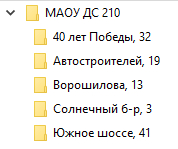 МАОУ ДС 210
40 лет Победы, 32
Автостроителей, 19
Ворошилова, 13
Солнечный б-р, 3
Южное шоссе, 41